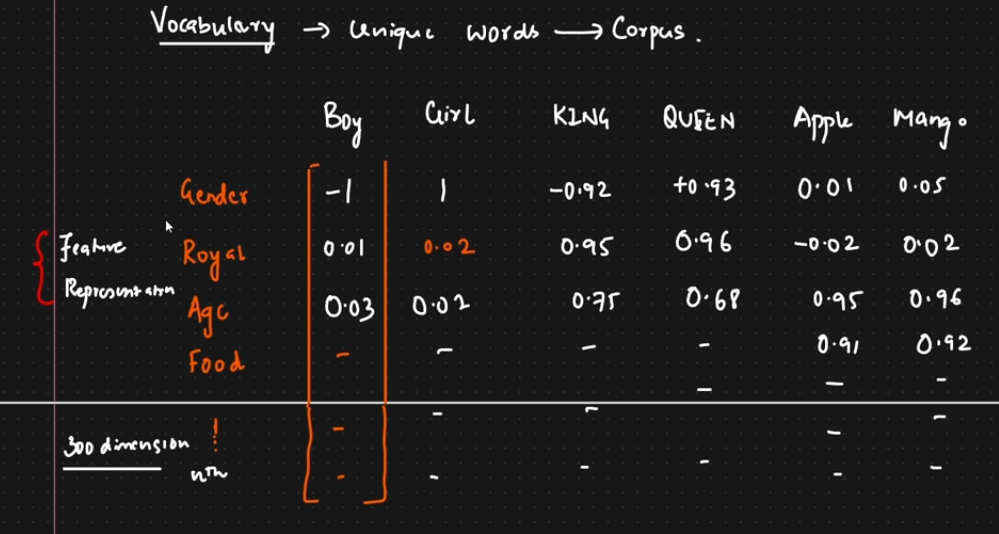 Vocabulary → unique words → Corpus.
Boy Girl KING QUEEN Apple Mango
Gender -1 1 -0.92 +0.93 0.01 0.05
Feature Representation
Royal 0.01 0.02 0.95 0.96 -0.02 0.02
Age 0.03 0.02 0.75 0.68 0.95 0.96
Food - - - - 0.91 0.92
- - -
300 dimension
- - - - -
nth - - - - - -